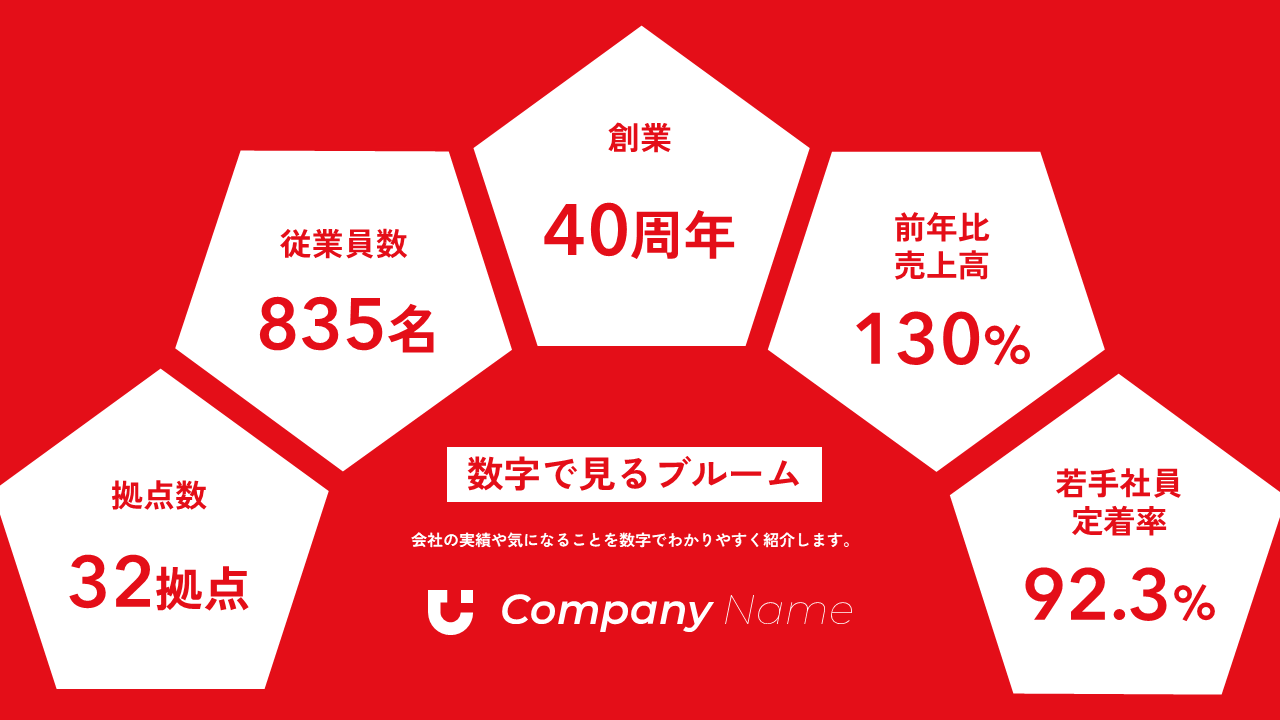 創業
40周年
従業員数
835名
前年比
売上高
130%
拠点数
32拠点
若手社員
定着率
92.3%
数字で見るブルーム
会社の実績や気になることを数字でわかりやすく紹介します。
Company Name